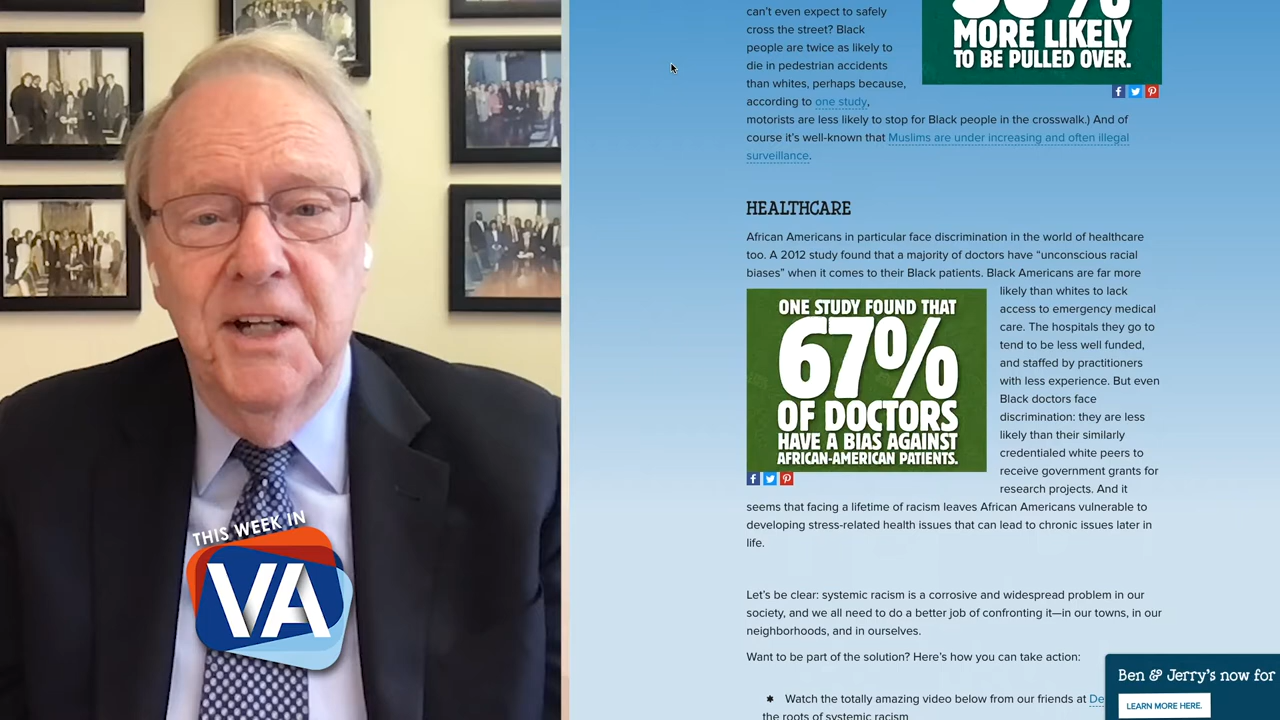 THIS WEEK IN
VA
can’t even expect to safely
cross the street? Black
people are twice as likely to
die in pedestrian accidents
than whites, perhaps because,
according to one study,
motorists are less likely to stop for Black people in the crosswalk.) And of
course it’s well-known that Muslims are under increasing and often illegal
surveillance.
MORE LIKELY
TO BE PULLED OVER.
HEALTHCARE
African Americans in particular face discrimination in the world of healthcare
too. A 2012 study found that a majority of doctors have “unconscious racial
biases” when it comes to their Black patients. Black Americans are far more
likely than whites to lack
access to emergency medical
care. The hospitals they go to
tend to be less well funded,
and staffed by practitioners
with less experience. But even
Black doctors face
discrimination: they are less
likely than their similarly
credentialed white peers to
receive government grants for
research projects. And it
seems that facing a lifetime of racism leaves African Americans vulnerable to
developing stress-related health issues that can lead to chronic issues later in
life.
ONE STUDY FOUND THAT
67%
OF DOCTORS
HAVE A BIAS AGAINST
AFRICAN-AMERICAN PATIENTS.
Let’s be clear: systemic racism is a corrosive and widespread problem in our
society, and we all need to do a better job of confronting it—in our towns, in our
neighborhoods, and in ourselves.
Want to be part of the solution? Here’s how you can take action:
Watch the totally amazing video below from our friends at De
the roots of systemic racism
Ben & Jerry’s now for
LEARN MORE HERE.